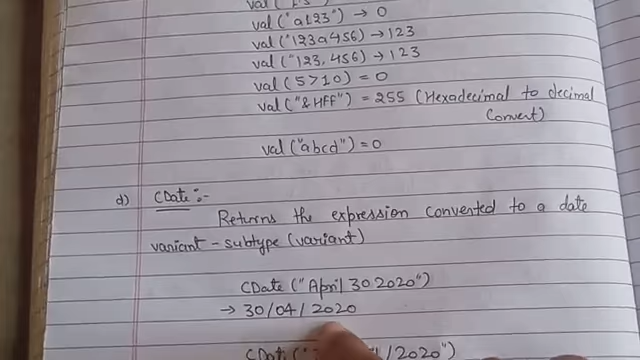 val("a123") → 0
val("123a456) → 123
val("123,456) → 123
val(5>10) = 0
val("&HFF") = 255 (Hexadecimal to decimal
Convert)
val("abcd") = 0
d) CDate :-
Returns the expression converted to a date
variant - subtype (variant)
CDate ("April 30 2020")
→ 30/04/2020
/2020")